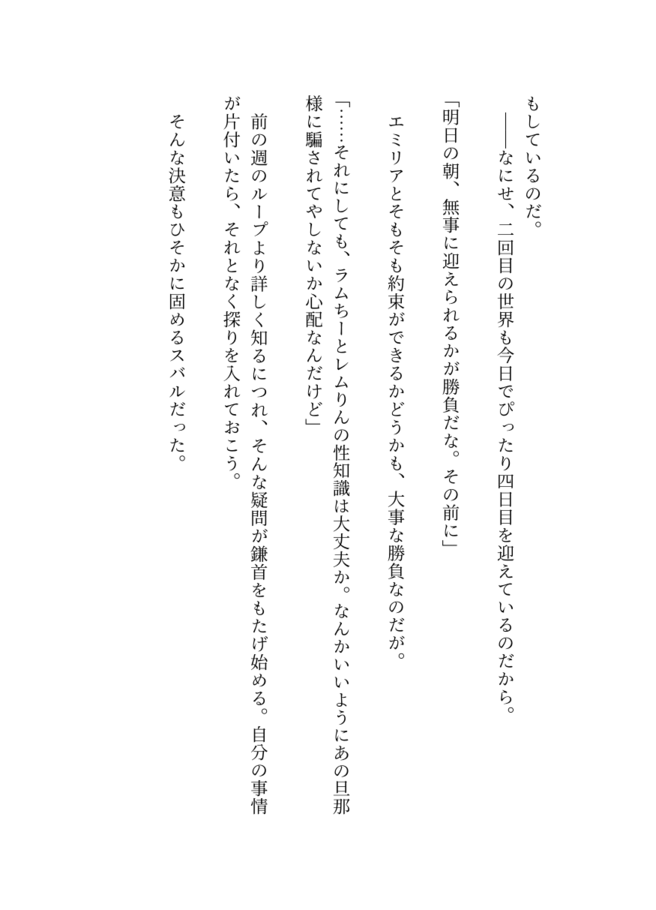 もしているのだ。
――なにせ、二回目の世界も今日でぴったり四日目を迎えているのだから。
「明日の朝、無事に迎えられるかが勝負だな。その前に」
エミリアとそもそも約束ができるかどうかも、大事な勝負なのだが。
「……それにしても、ラムちーとレムりんの性知識は大丈夫か。なんかいいようにあの旦那
様に騙されてやしないか心配なんだけど」
前の週のループより詳しく知るにつれ、そんな疑問が鎌首をもたげ始める。自分の事情
が片付いたら、それとなく探りを入れておこう。
そんな決意もひそかに固めるスバルだった。